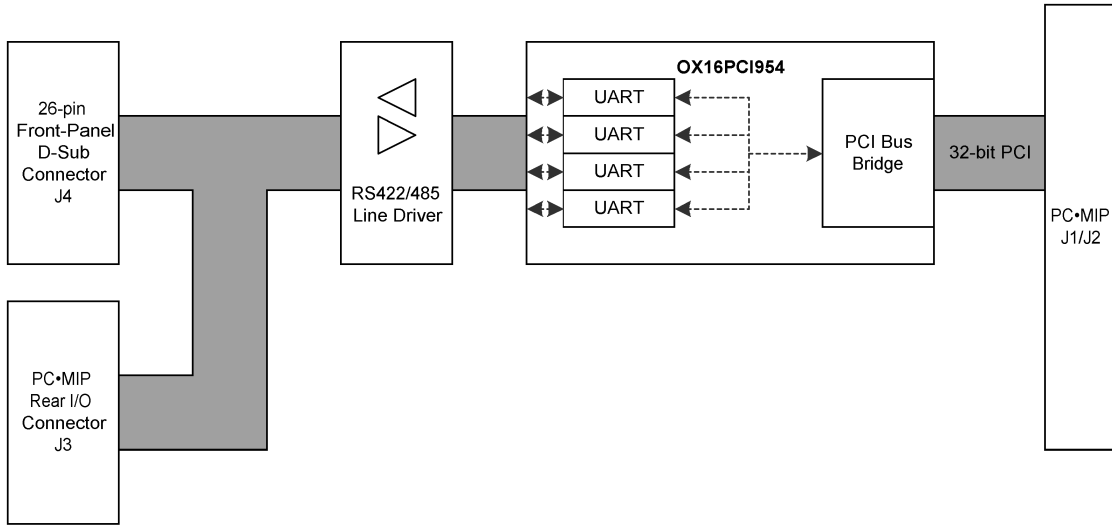 26-pin
Front-Panel
D-Sub
Connector
J4
PC•MIP
Rear I/O
Connector
J3
RS422/485
Line Driver
OX16PCI954
UART
UART
UART
UART
PCI Bus
Bridge
32-bit PCI
PC•MIP
J1/J2